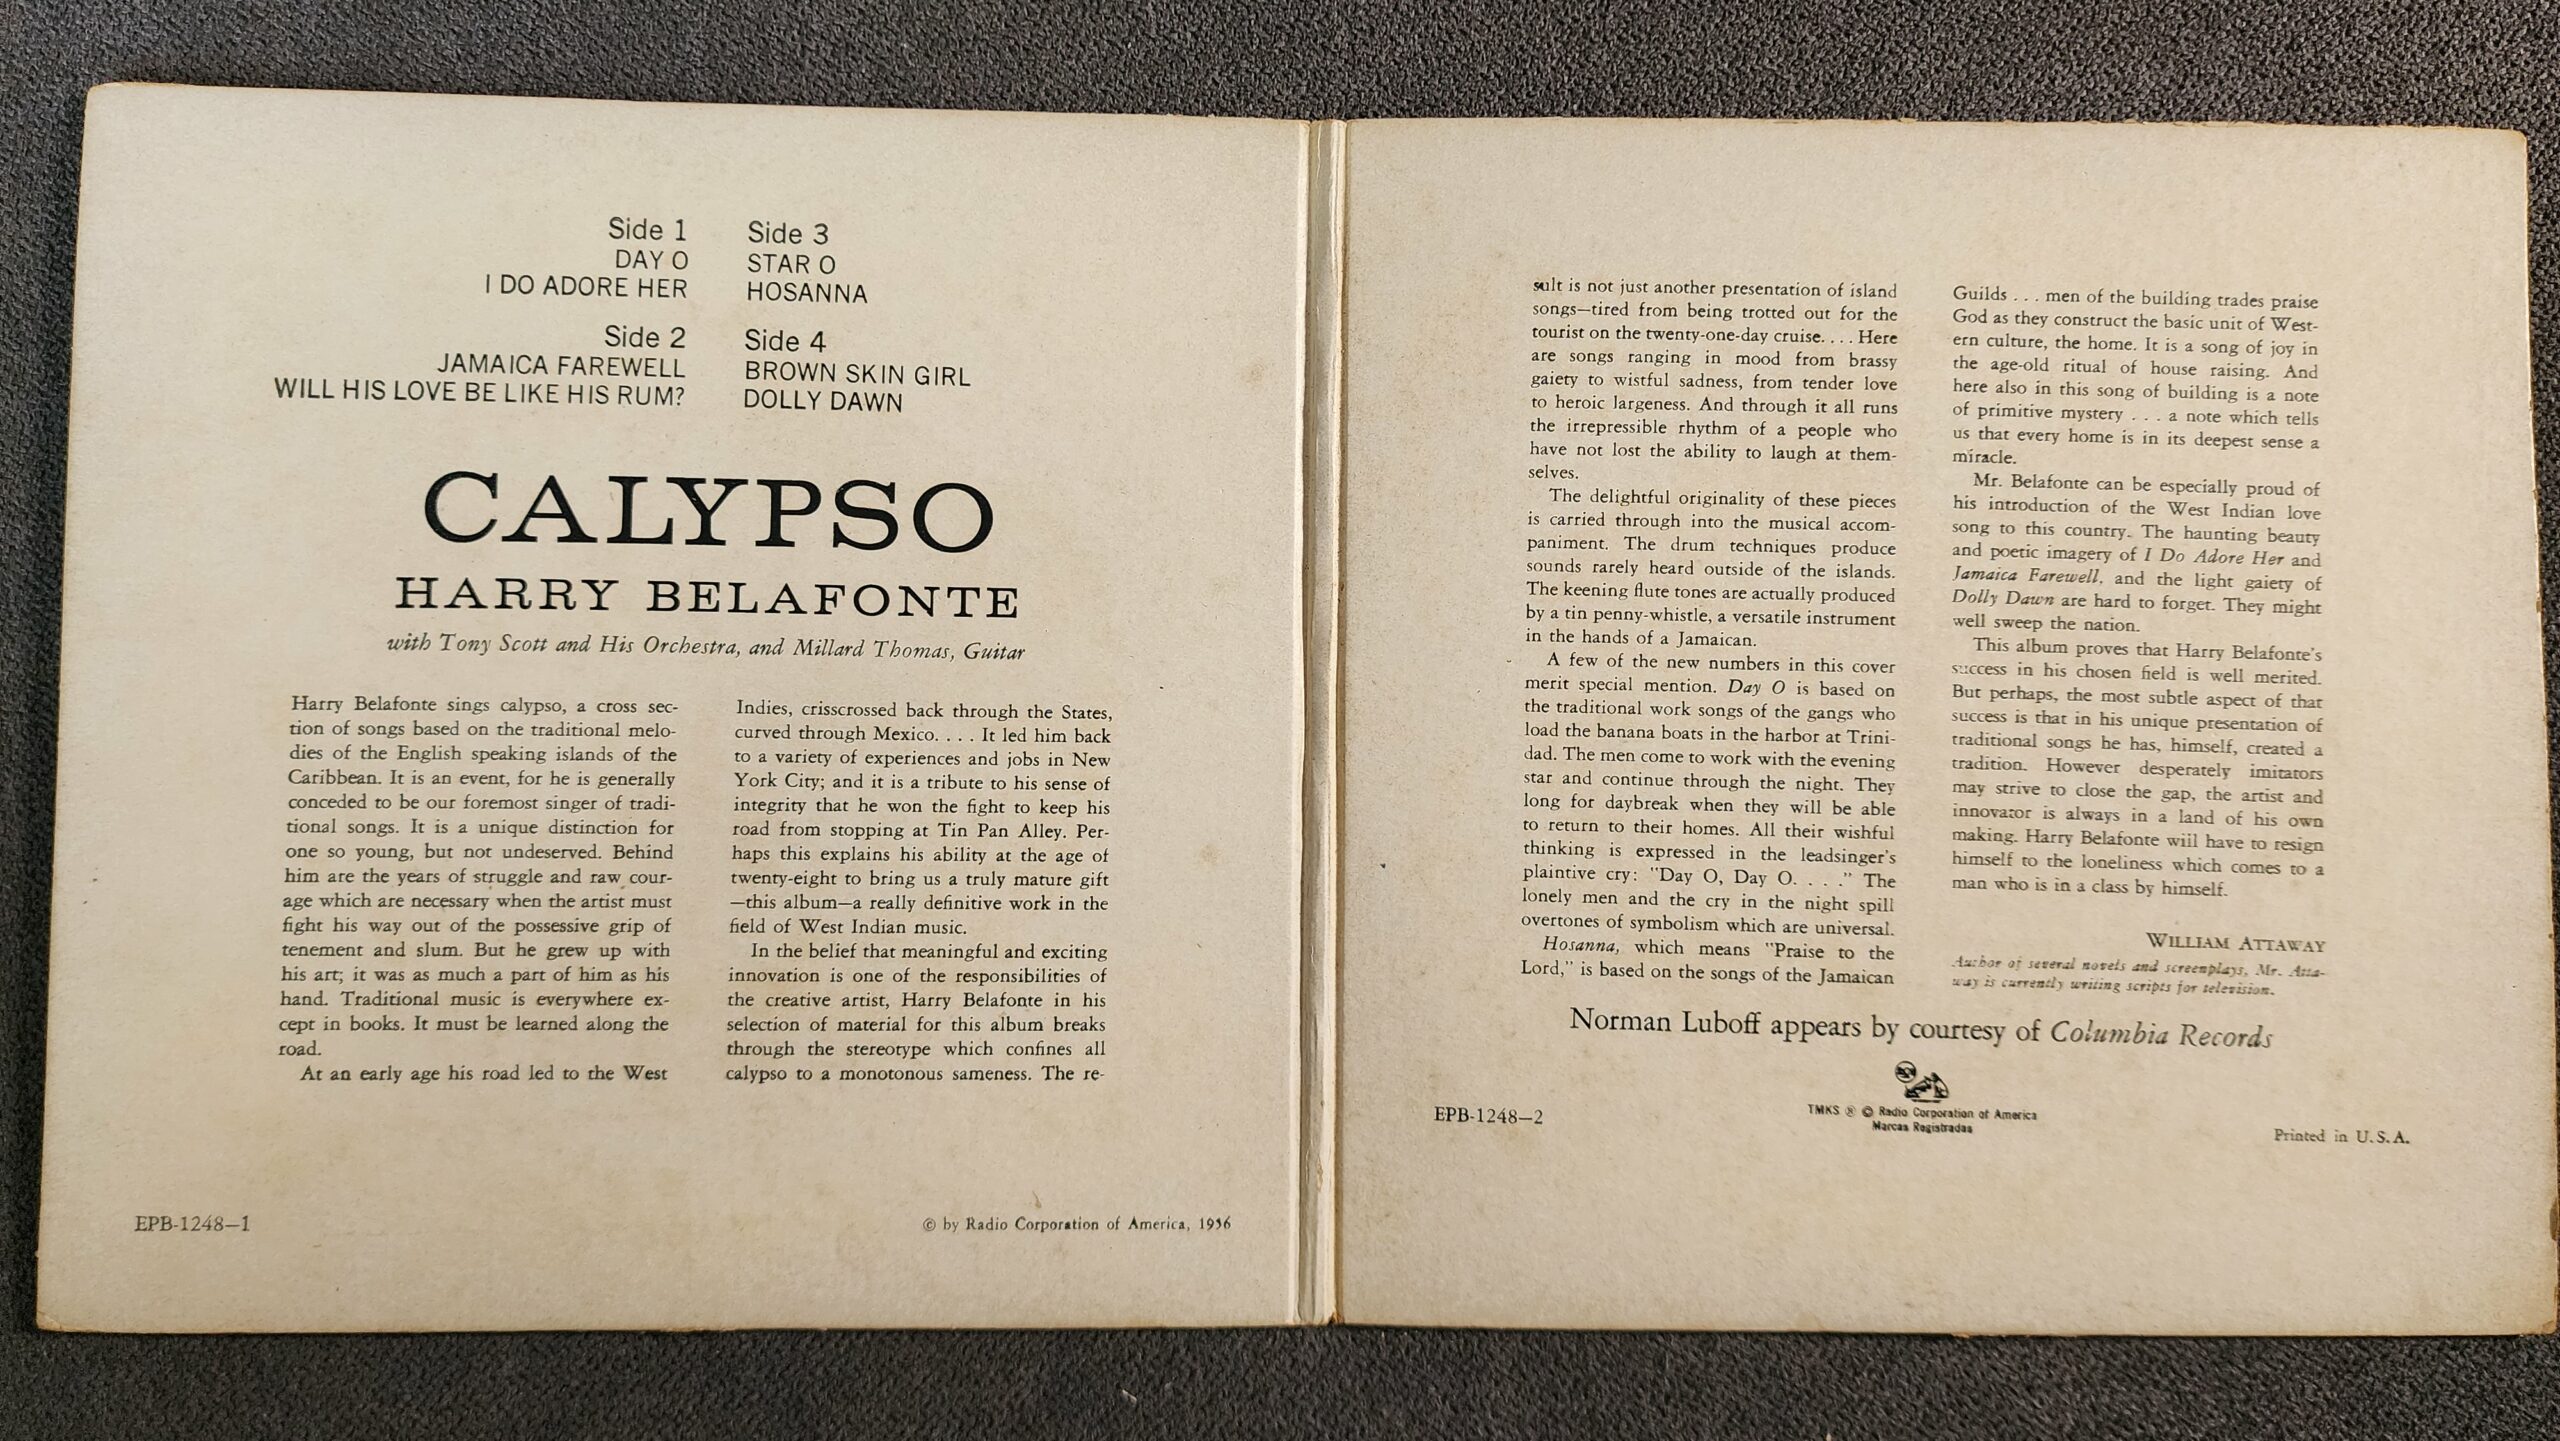 Side 1
DAY O
I DO ADORE HER
Side 2
JAMAICA FAREWELL
WILL HIS LOVE BE LIKE HIS RUM?
Side 3
STAR O
HOSANNA
Side 4
BROWN SKIN GIRL
DOLLY DAWN
CALYPSO
HARRY BELAFONTE
with Tony Scott and His Orchestra, and Millard Thomas, Guitar
Harry Belafonte sings calypso, a cross sec-
tion of songs based on the traditional melo-
dies of the English speaking islands of the
Caribbean. It is an event, for he is generally
conceded to be our foremost singer of tradi-
tional songs. It is a unique distinction for
one so young, but not undeserved. Behind
him are the years of struggle and raw cour-
age which are necessary when the artist must
fight his way out of the possessive grip of
tenement and slum. But he grew up with
his art; it was as much a part of him as his
hand. Traditional music is everywhere ex-
cept in books. It must be learned along the
road.
At an early age his road led to the West
Indies, crisscrossed back through the States,
curved through Mexico. . . . It led him back
to a variety of experiences and jobs in New
York City; and it is a tribute to his sense of
integrity that he won the fight to keep his
road from stopping at Tin Pan Alley. Per-
haps this explains his ability at the age of
twenty-eight to bring us a truly mature gift
—this album—a really definitive work in the
field of West Indian music.
In the belief that meaningful and exciting
innovation is one of the responsibilities of
the creative artist, Harry Belafonte in his
selection of material for this album breaks
through the stereotype which confines all
calypso to a monotonous sameness. The re-
EPB-1248—1
© by Radio Corporation of America, 1956
sult is not just another presentation of island
songs—tired from being trotted out for the
tourist on the twenty-one-day cruise. . . . Here
are songs ranging in mood from brassy
gaiety to wistful sadness, from tender love
to heroic largeness. And through it all runs
the irrepressible rhythm of a people who
have not lost the ability to laugh at them-
selves.
The delightful originality of these pieces
is carried through into the musical accom-
paniment. The drum techniques produce
sounds rarely heard outside of the islands.
The keening flute tones are actually produced
by a tin penny-whistle, a versatile instrument
in the hands of a Jamaican.
A few of the new numbers in this cover
merit special mention. Day O is based on
the traditional work songs of the gangs who
load the banana boats in the harbor at Trini-
dad. The men come to work with the evening
star and continue through the night. They
long for daybreak when they will be able
to return to their homes. All their wishful
thinking is expressed in the leadsinger's
plaintive cry: "Day O, Day O. . . ." The
lonely men and the cry in the night spill
overtones of symbolism which are universal.
Hosanna, which means "Praise to the
Lord," is based on the songs of the Jamaican
Guilds . . . men of the building trades praise
God as they construct the basic unit of West-
ern culture, the home. It is a song of joy in
the age-old ritual of house raising. And
here also in this song of building is a note
of primitive mystery . . . a note which tells
us that every home is in its deepest sense a
miracle.
Mr. Belafonte can be especially proud of
his introduction of the West Indian love
song to this country. The haunting beauty
and poetic imagery of I Do Adore Her and
Jamaica Farewell, and the light gaiety of
Dolly Dawn are hard to forget. They might
well sweep the nation.
This album proves that Harry Belafonte's
success in his chosen field is well merited.
But perhaps, the most subtle aspect of that
success is that in his unique presentation of
traditional songs he has, himself, created a
tradition. However desperately imitators
may strive to close the gap, the artist and
innovator is always in a land of his own
making. Harry Belafonte will have to resign
himself to the loneliness which comes to a
man who is in a class by himself.
WILLIAM ATTAWAY
Author of several novels and screenplays, Mr. Atta-
way is currently writing scripts for television.
Norman Luboff appears by courtesy of Columbia Records
RCA
TMKS ® © Radio Corporation of America
Marcas Registradas
EPB-1248—2
Printed in U.S.A.